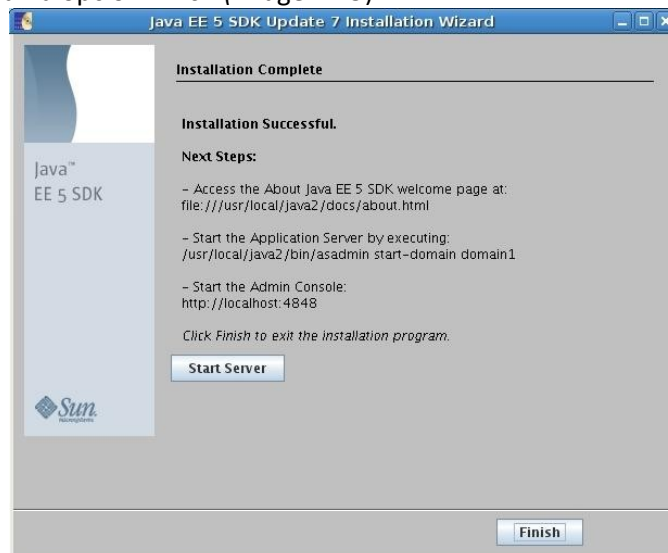 Java EE 5 SDK Update 7 Installation Wizard
Installation Complete
Installation Successful.
Next Steps:
Java™
EE 5 SDK
– Access the About Java EE 5 SDK welcome page at:
file:///usr/local/java2/docs/about.html
– Start the Application Server by executing:
/usr/local/java2/bin/asadmin start-domain domain1
– Start the Admin Console:
http://localhost:4848
Click Finish to exit the installation program.
Start Server
Sun
microsystems
Finish